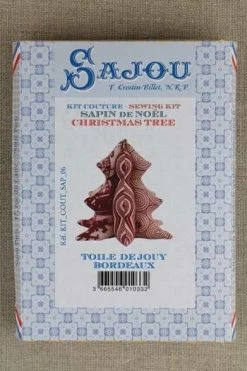 SAJOU
F. Crestin-Billet, N.R.P
KIT COUTURE - SEWING KIT
SAPIN DE NOËL
CHRISTMAS TREE
Réf. KIT_COUT_SAP_06
TOILE DE JOUY
BORDEAUX
3 665546 010332